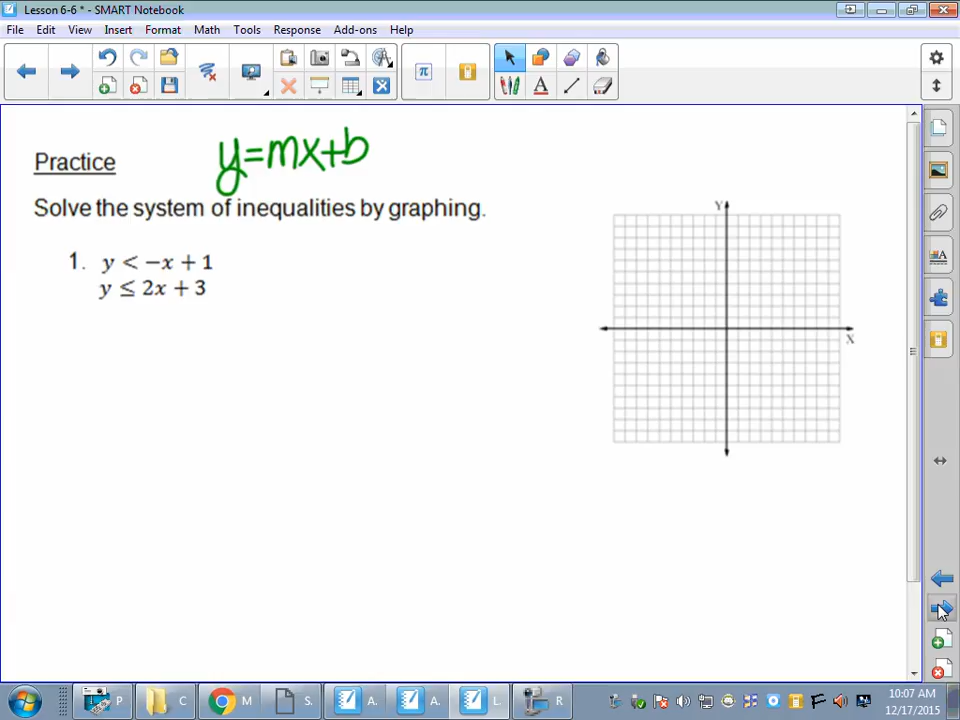 Lesson 6-6 * - SMART Notebook
File Edit View Insert Format Math Tools Response Add-ons Help
π
A
Practice
y=mx+b
Solve the system of inequalities by graphing.
1. y < −x + 1
y ≤ 2x + 3
Y
X
P C M S. A. A. L. R
10:07 AM
12/17/2015